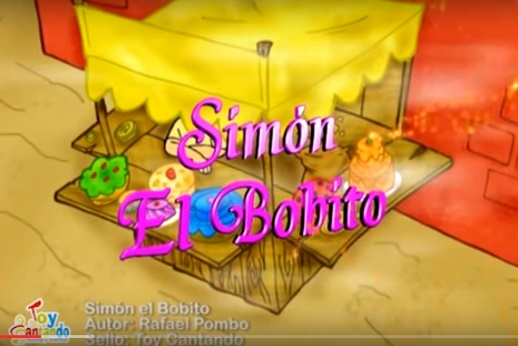 Simón
El Bobito
Toy
Cantando
Simón el Bobito
Autor: Rafael Pombo
Sello: Toy Cantando